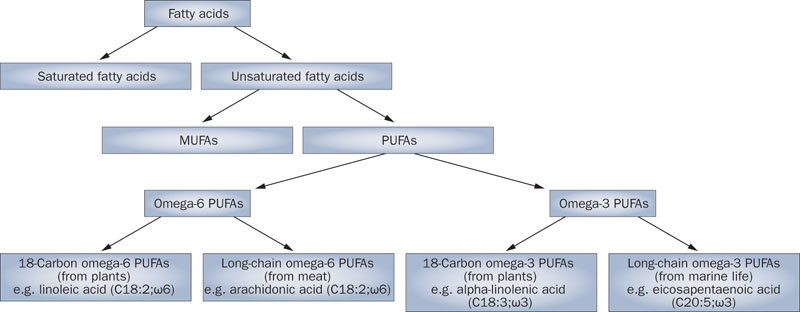 Fatty acids
Saturated fatty acids
Unsaturated fatty acids
MUFAs
PUFAs
Omega-6 PUFAs
Omega-3 PUFAs
18-Carbon omega-6 PUFAs
(from plants)
e.g. linoleic acid (C18:2;ω6)
Long-chain omega-6 PUFAs
(from meat)
e.g. arachidonic acid (C18:2;ω6)
18-Carbon omega-3 PUFAs
(from plants)
e.g. alpha-linolenic acid
(C18:3;ω3)
Long-chain omega-3 PUFAs
(from marine life)
e.g. eicosapentaenoic acid
(C20:5;ω3)